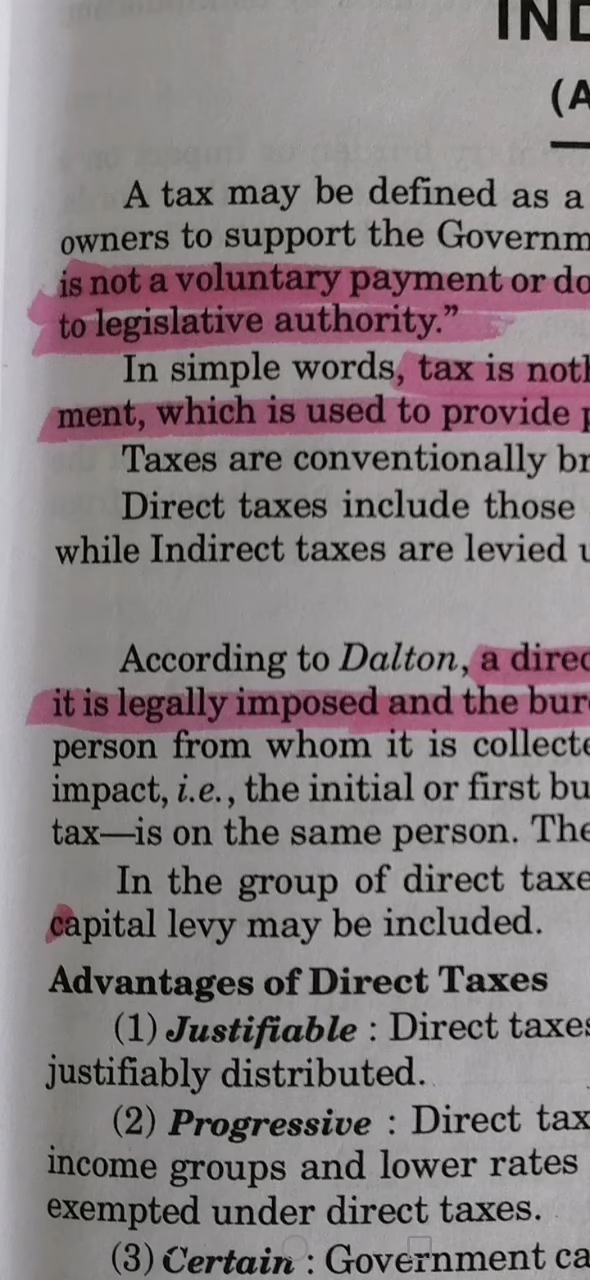 IND
(A
A tax may be defined as a
owners to support the Governm
is not a voluntary payment or do
to legislative authority.”
In simple words, tax is noth
ment, which is used to provide p
Taxes are conventionally br
Direct taxes include those
while Indirect taxes are levied u
According to Dalton, a direc
it is legally imposed and the bur
person from whom it is collecte
impact, i.e., the initial or first bu
tax—is on the same person. The
In the group of direct taxe
capital levy may be included.
Advantages of Direct Taxes
(1) Justifiable : Direct taxes
justifiably distributed.
(2) Progressive : Direct tax
income groups and lower rates
exempted under direct taxes.
(3) Certain : Government ca